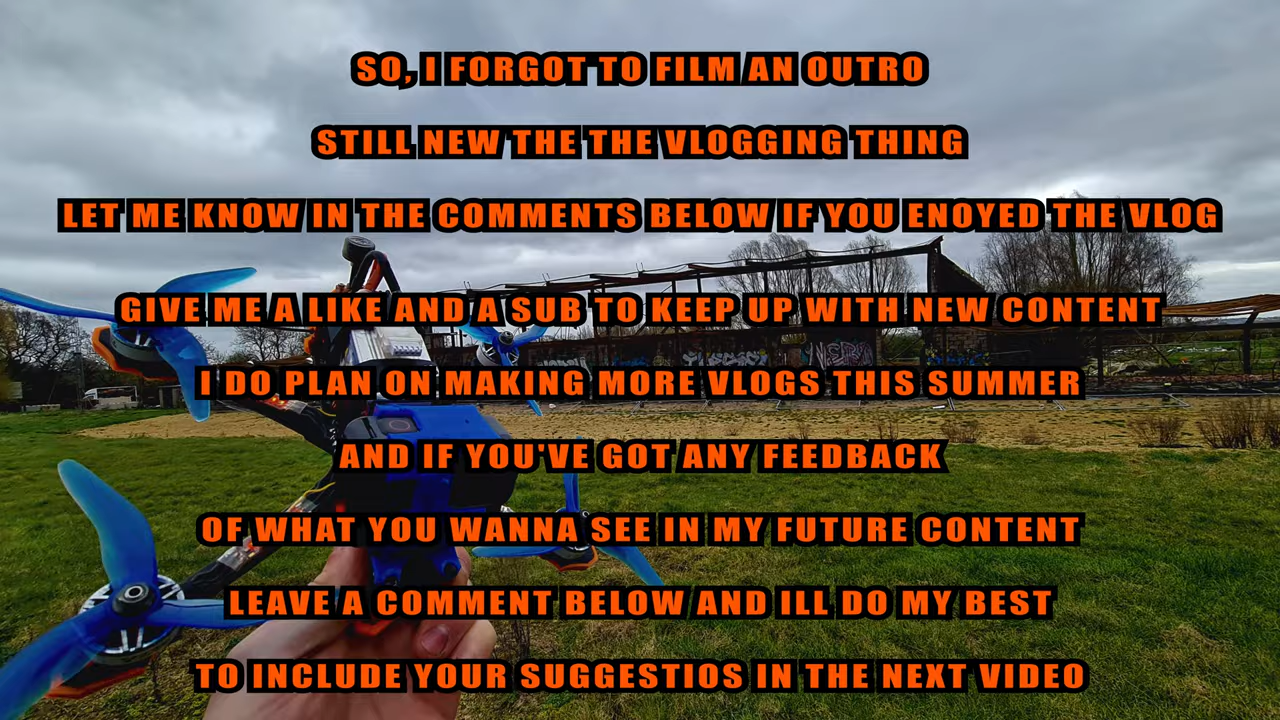 SO, I FORGOT TO FILM AN OUTRO
STILL NEW THE THE VLOGGING THING
LET ME KNOW IN THE COMMENTS BELOW IF YOU ENOYED THE VLOG
GIVE ME A LIKE AND A SUB TO KEEP UP WITH NEW CONTENT
I DO PLAN ON MAKING MORE VLOGS THIS SUMMER
AND IF YOU'VE GOT ANY FEEDBACK
OF WHAT YOU WANNA SEE IN MY FUTURE CONTENT
LEAVE A COMMENT BELOW AND ILL DO MY BEST
TO INCLUDE YOUR SUGGESTIOS IN THE NEXT VIDEO